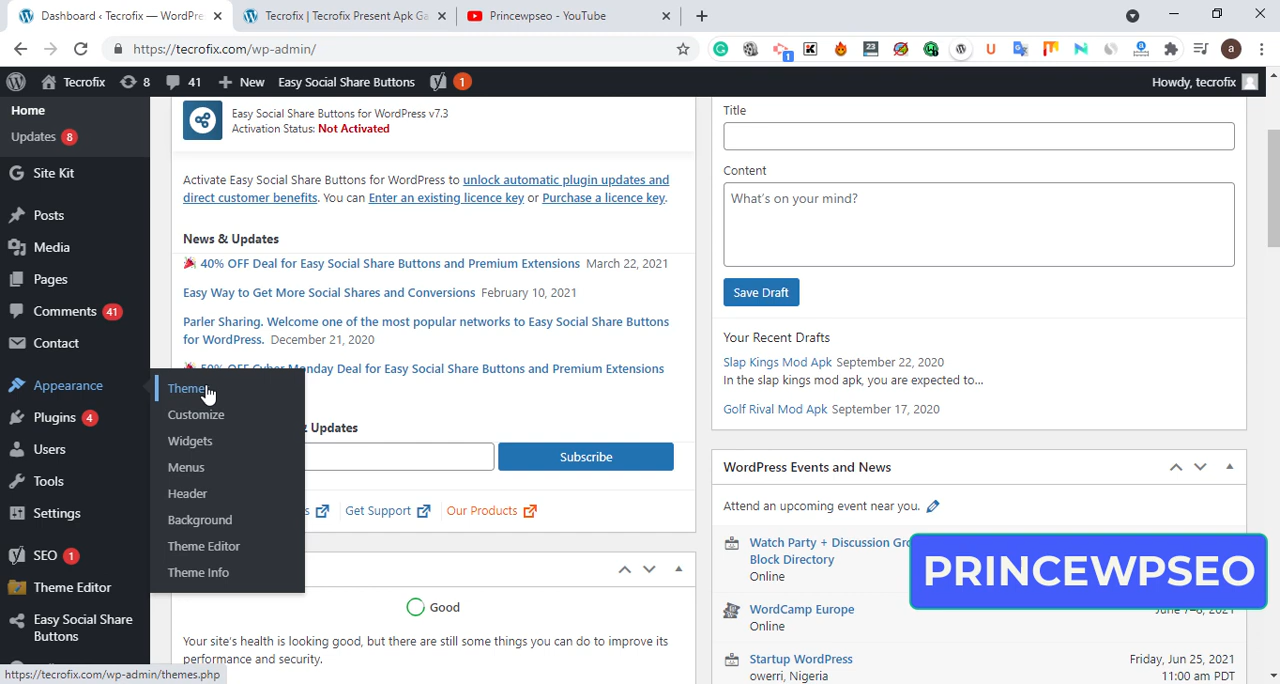 Dashboard ‹ Tecrofix — WordPre
Tecrofix | Tecrofix Present Apk Ga
Princewpseo - YouTube
https://tecrofix.com/wp-admin/
Tecrofix
8
41
New
Easy Social Share Buttons
1
Howdy, tecrofix
Home
Updates 8
Site Kit
Posts
Media
Pages
Comments 41
Contact
Appearance
Plugins 4
Users
Tools
Settings
SEO 1
Theme Editor
Easy Social Share
Buttons
Theme
Customize
Widgets
Menus
Header
Background
Theme Editor
Theme Info
Easy Social Share Buttons for WordPress v7.3
Activation Status: Not Activated
Activate Easy Social Share Buttons for WordPress to unlock automatic plugin updates and
direct customer benefits. You can Enter an existing licence key or Purchase a licence key.
News & Updates
40% OFF Deal for Easy Social Share Buttons and Premium Extensions March 22, 2021
Easy Way to Get More Social Shares and Conversions February 10, 2021
Parler Sharing. Welcome one of the most popular networks to Easy Social Share Buttons
for WordPress. December 21, 2020
50% OFF Cyber Monday Deal for Easy Social Share Buttons and Premium Extensions
& Updates
Subscribe
Get Support
Our Products
Good
Your site's health is looking good, but there are still some things you can do to improve its
performance and security.
Title
Content
What's on your mind?
Save Draft
Your Recent Drafts
Slap Kings Mod Apk September 22, 2020
In the slap kings mod apk, you are expected to…
Golf Rival Mod Apk September 17, 2020
WordPress Events and News
Attend an upcoming event near you.
Watch Party + Discussion Gro
Block Directory
Online
PRINCEWPSEO
WordCamp Europe
June 7–8, 2021
Online
Startup WordPress
Friday, Jun 25, 2021
owerri, Nigeria
11:00 am PDT
https://tecrofix.com/wp-admin/themes.php